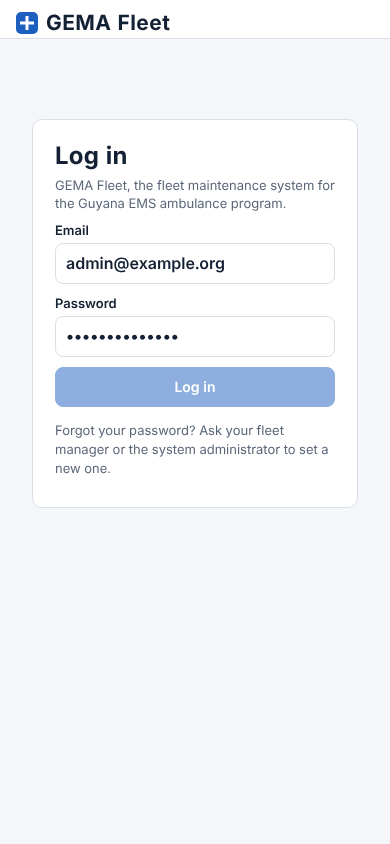 GEMA Fleet
Log in
GEMA Fleet, the fleet maintenance system for
the Guyana EMS ambulance program.
Email
admin@example.org
Password
••••••••••••••
Log in
Forgot your password? Ask your fleet
manager or the system administrator to set a
new one.